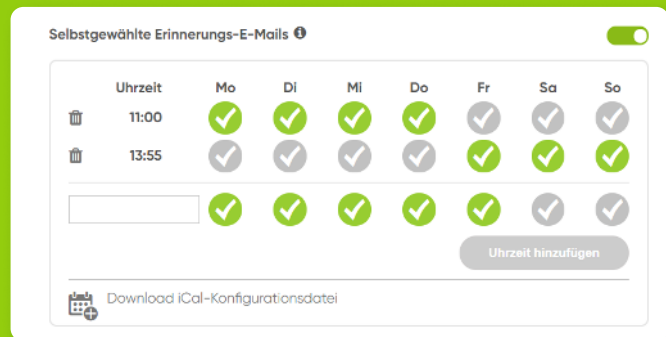 Selbstgewählte Erinnerungs-E-Mails i
Uhrzeit Mo Di Mi Do Fr Sa So
11:00
13:55
Uhrzeit hinzufügen
Download iCal-Konfigurationsdatei